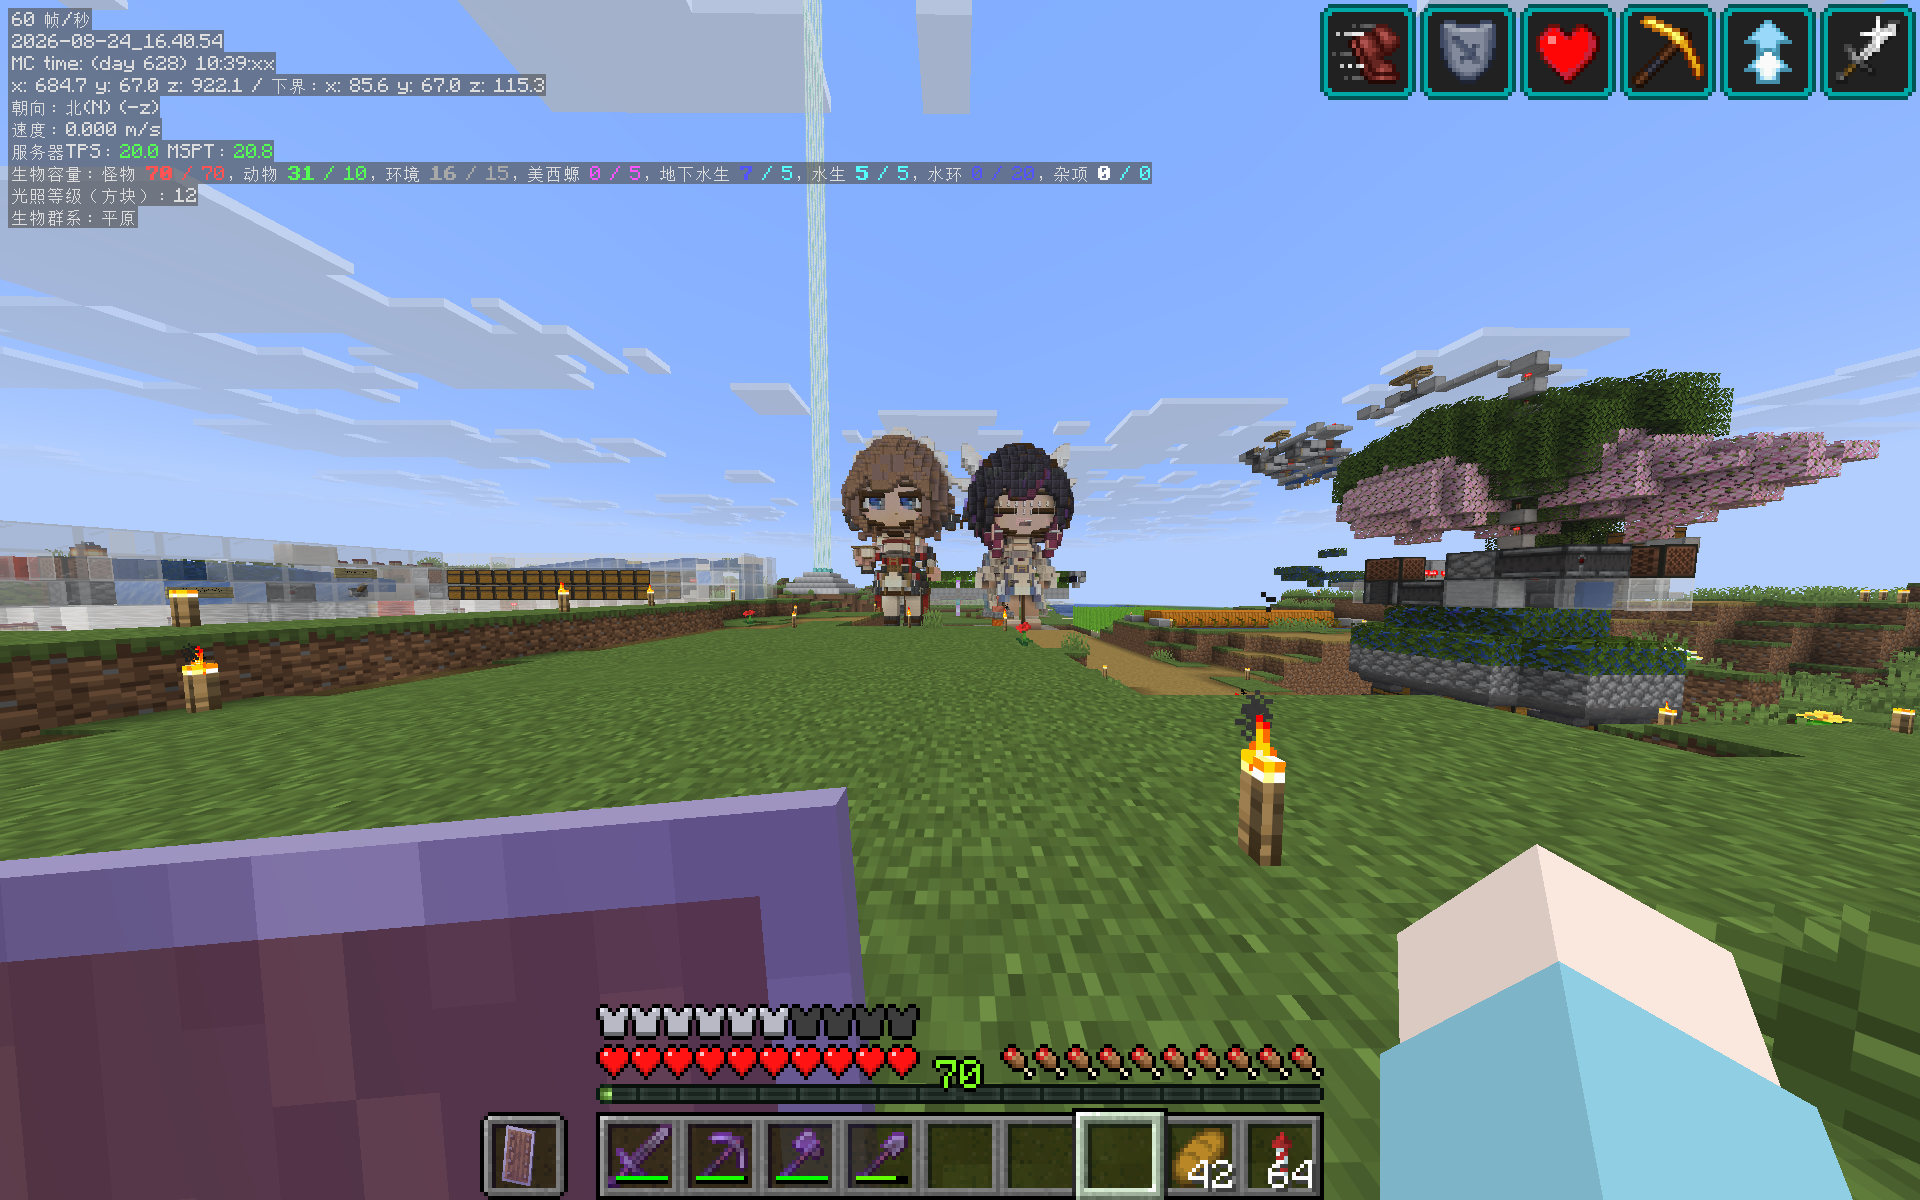 60 帧/秒
2026-08-24_16.40.54
MC time: (day 628) 10:39:xx
x: 684.7 y: 67.0 z: 922.1 / 下界: x: 85.6 y: 67.0 z: 115.3
朝向: 北(N) (-z)
速度: 0.000 m/s
服务器TPS: 20.0 MSPT: 20.8
生物容量: 怪物 70 / 70, 动物 31 / 10, 环境 16 / 15, 美西螈 0 / 5, 地下水生 7 / 5, 水生 5 / 5, 水环 0 / 20, 杂项 0 / 0
光照等级 (方块): 12
生物群系: 平原
70
42
64